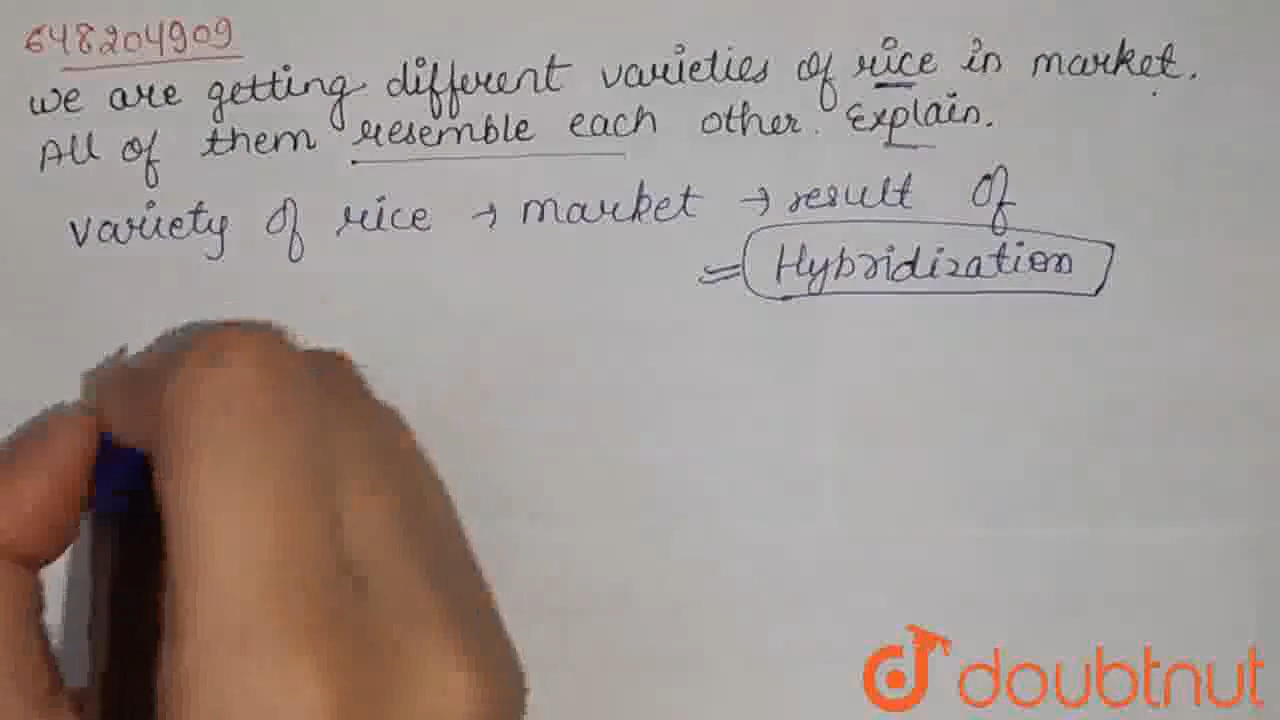 648204909
we are getting different varieties of rice in market.
All of them resemble each other. Explain.
variety of rice → market → result of
= Hybridization
doubtnut